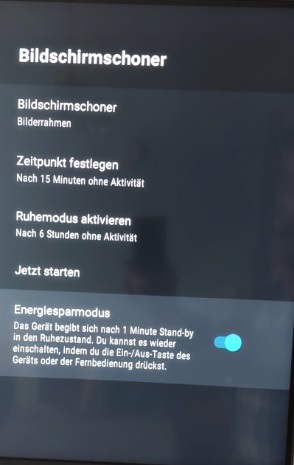 Bildschirmschoner
Bildschirmschoner
Bilderrahmen
Zeitpunkt festlegen
Nach 15 Minuten ohne Aktivität
Ruhemodus aktivieren
Nach 6 Stunden ohne Aktivität
Jetzt starten
Energiesparmodus
Das Gerät begibt sich nach 1 Minute Stand-by
in den Ruhezustand. Du kannst es wieder
einschalten, indem du die Ein-/Aus-Taste des
Geräts oder der Fernbedienung drückst.